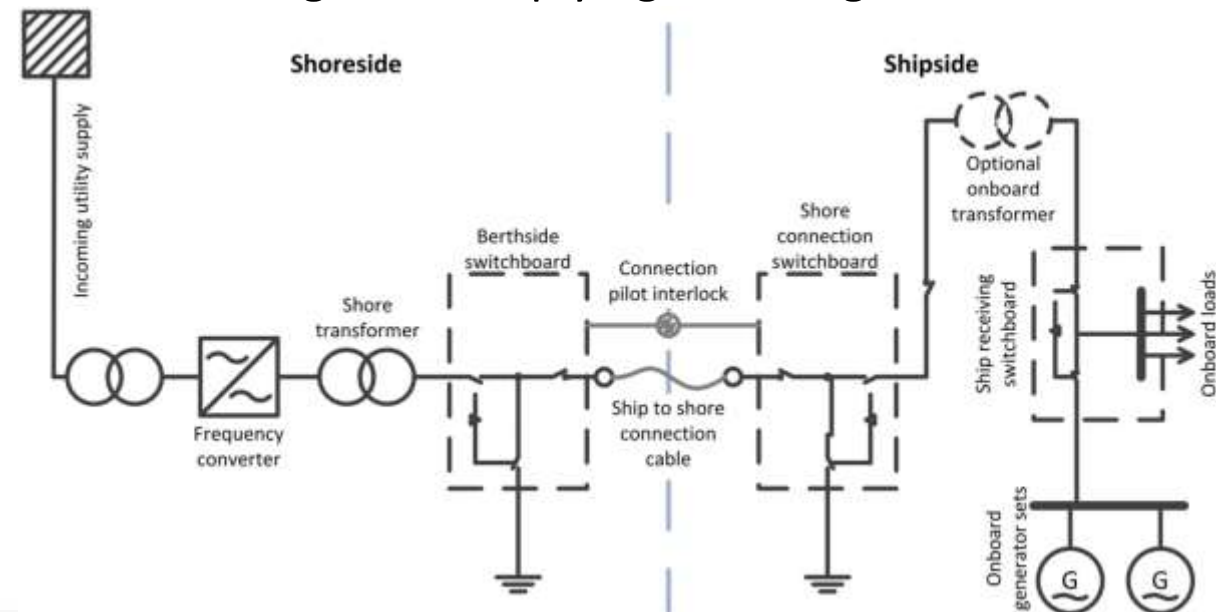 Shoreside
Shipside
Incoming utility supply
Frequency
converter
Shore
transformer
Berthside
switchboard
Connection
pilot interlock
Ship to shore
connection
cable
Shore
connection
switchboard
Optional
onboard
transformer
Ship receiving
switchboard
Onboard loads
Onboard
generator sets
G
G